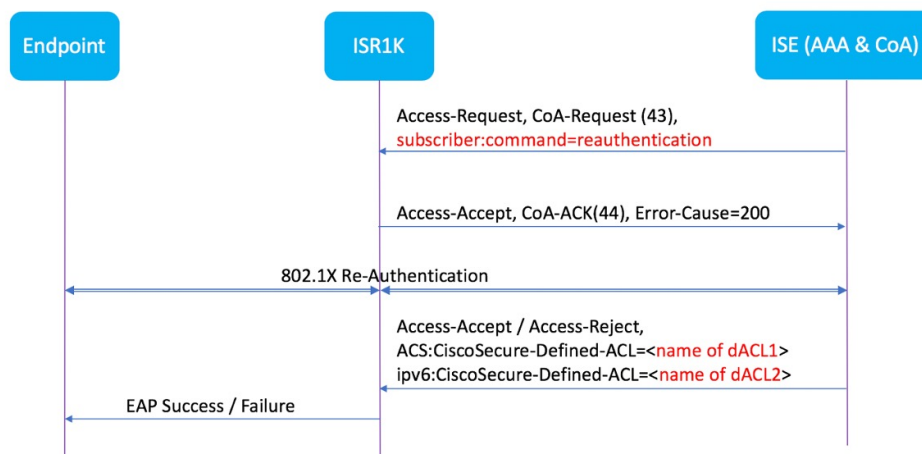 Endpoint
ISR1K
ISE (AAA & CoA)
Access-Request, CoA-Request (43),
subscriber:command=reauthentication
Access-Accept, CoA-ACK(44), Error-Cause=200
802.1X Re-Authentication
Access-Accept / Access-Reject,
ACS:CiscoSecure-Defined-ACL=<name of dACL1>
ipv6:CiscoSecure-Defined-ACL=<name of dACL2>
EAP Success / Failure